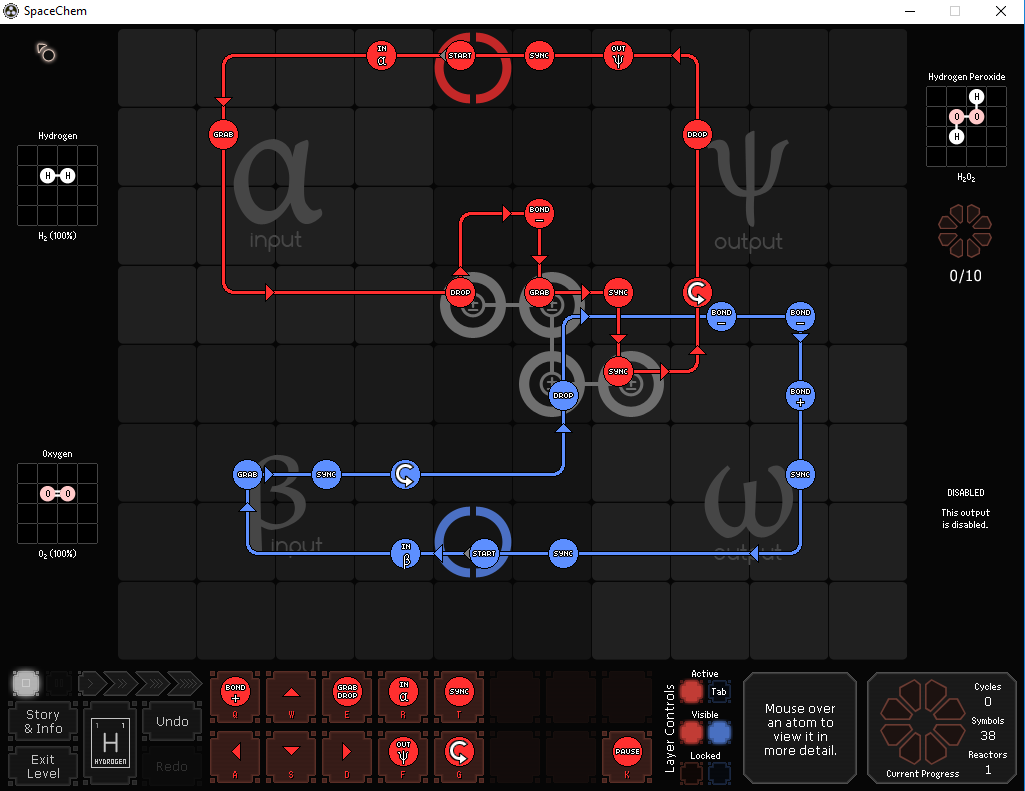 SpaceChem
IN
α
START
SYNC
OUT
ψ
GRAB
DROP
α
input
ψ
output
BOND
–
DROP
GRAB
SYNC
BOND
–
BOND
–
SYNC
DROP
BOND
+
GRAB
SYNC
SYNC
β
input
ω
output
IN
β
START
SYNC
Hydrogen
H H
H₂ (100%)
Oxygen
O O
O₂ (100%)
Hydrogen Peroxide
H
O O
H
H₂O₂
0/10
DISABLED
This output
is disabled.
Story
& Info
Exit
Level
1 1
H
HYDROGEN
Undo
Redo
BOND
+
Q
W
GRAB
DROP
E
IN
α
R
SYNC
T
A
S
D
OUT
ψ
F
G
PAUSE
K
Layer Controls
Active
Tab
Visible
Locked
Mouse over
an atom to
view it in
more detail.
Cycles
0
Symbols
38
Reactors
1
Current Progress